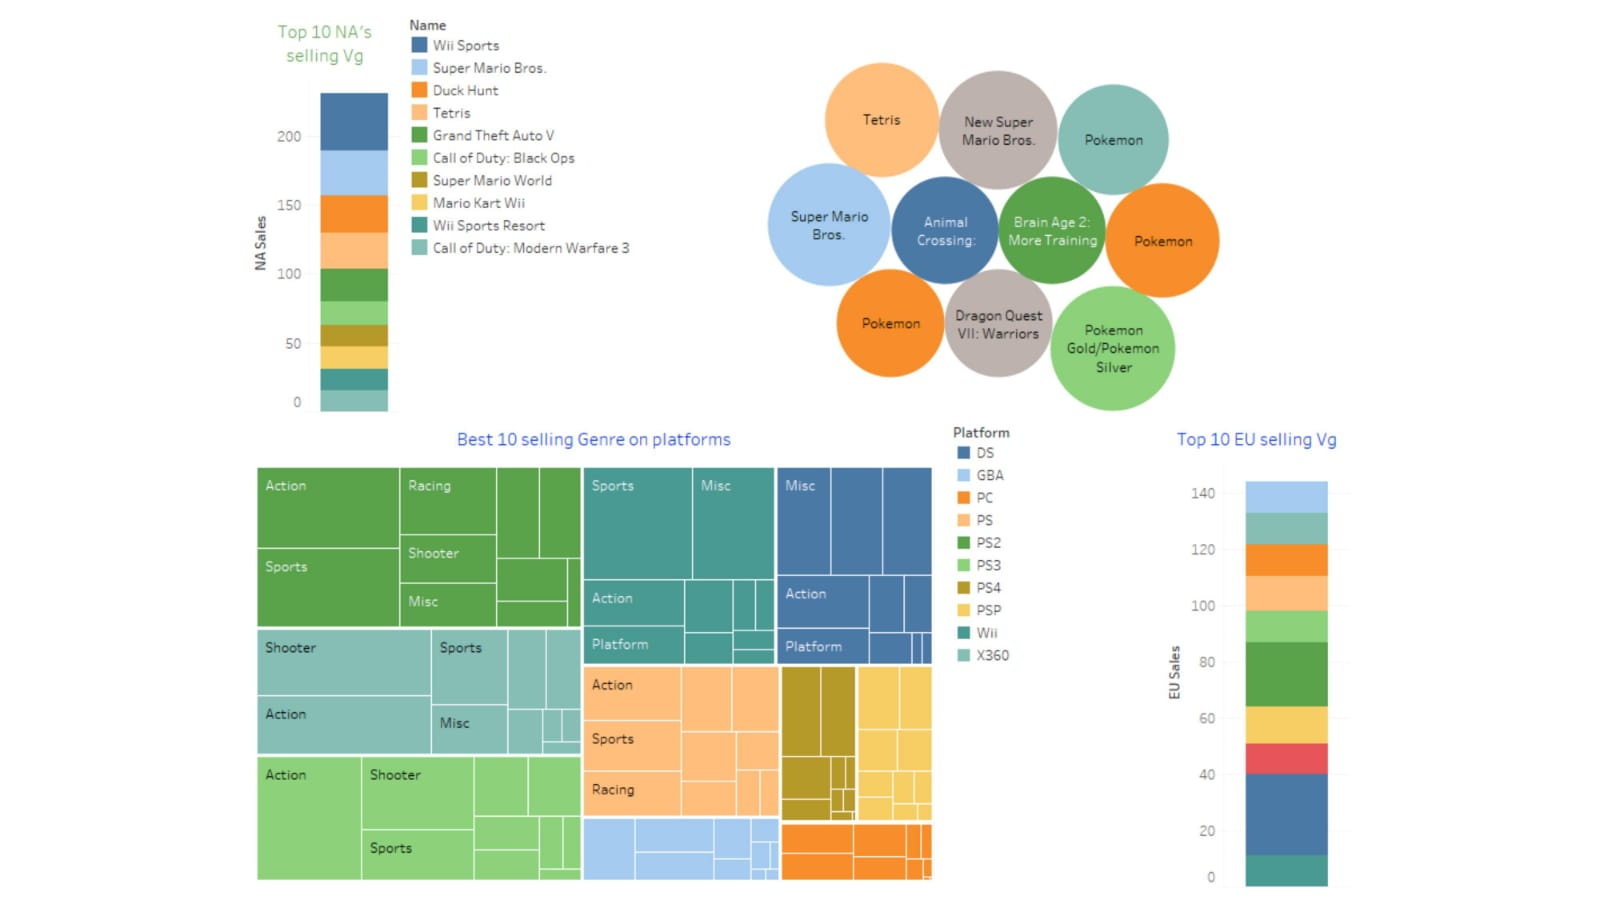 Top 10 NA's
selling Vg
NA Sales
200
150
100
50
0
Name
Wii Sports
Super Mario Bros.
Duck Hunt
Tetris
Grand Theft Auto V
Call of Duty: Black Ops
Super Mario World
Mario Kart Wii
Wii Sports Resort
Call of Duty: Modern Warfare 3
Tetris
New Super
Mario Bros.
Pokemon
Super Mario
Bros.
Animal
Crossing:
Brain Age 2:
More Training
Pokemon
Pokemon
Dragon Quest
VII: Warriors
Pokemon
Gold/Pokemon
Silver
Best 10 selling Genre on platforms
Action
Racing
Sports
Shooter
Misc
Sports
Misc
Action
Platform
Misc
Action
Platform
Shooter
Sports
Action
Misc
Action
Sports
Racing
Action
Shooter
Sports
Platform
DS
GBA
PC
PS
PS2
PS3
PS4
PSP
Wii
X360
Top 10 EU selling Vg
EU Sales
140
120
100
80
60
40
20
0